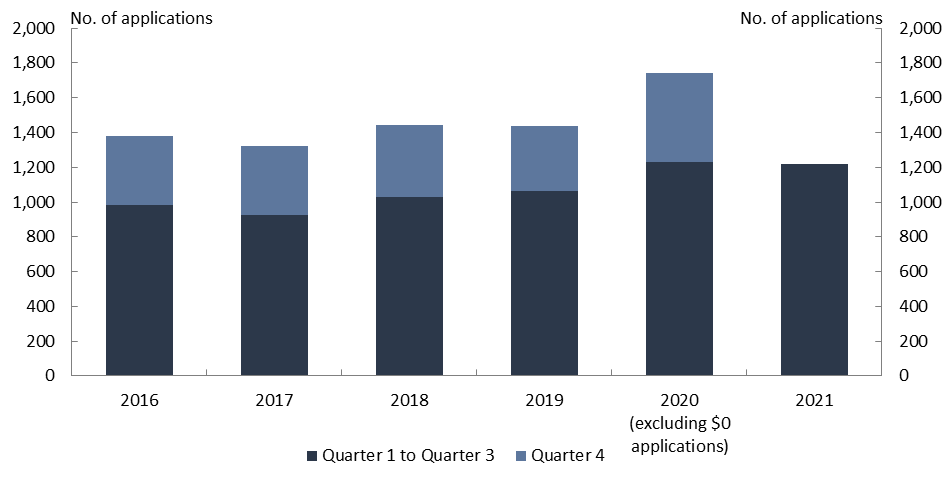 No. of applications No. of applications
2,000 2,000
1,800 1,800
1,600 1,600
1,400 1,400
1,200 1,200
1,000 1,000
800 800
600 600
400 400
200 200
0 0
2016 2017 2018 2019 2020 2021
(excluding $0
applications)
Quarter 1 to Quarter 3 Quarter 4